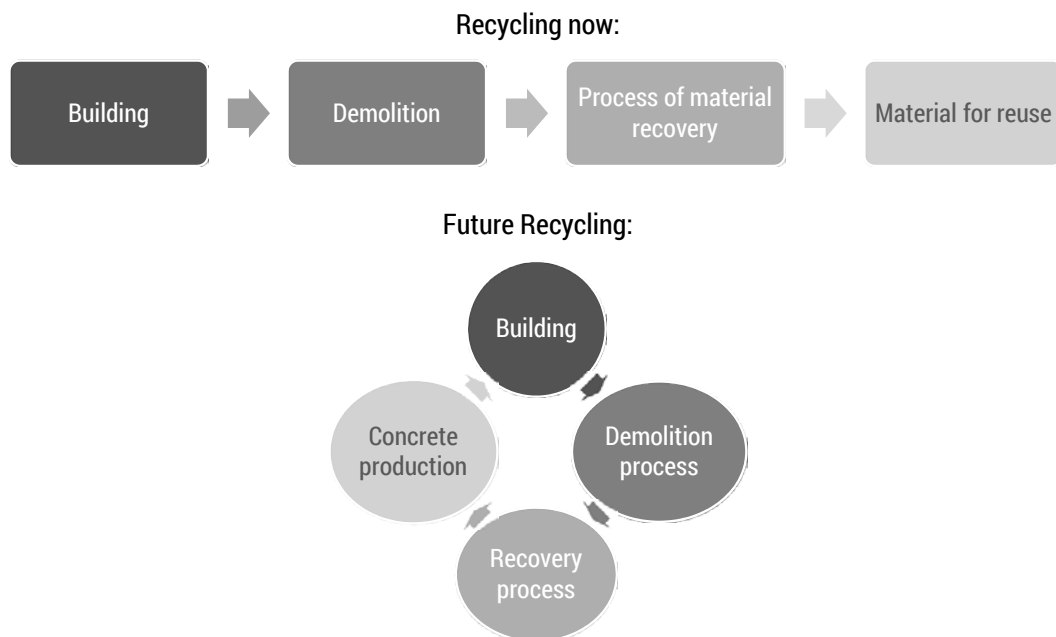 Recycling now:
Building
Demolition
Process of material
recovery
Material for reuse
Future Recycling:
Building
Concrete
production
Demolition
process
Recovery
process